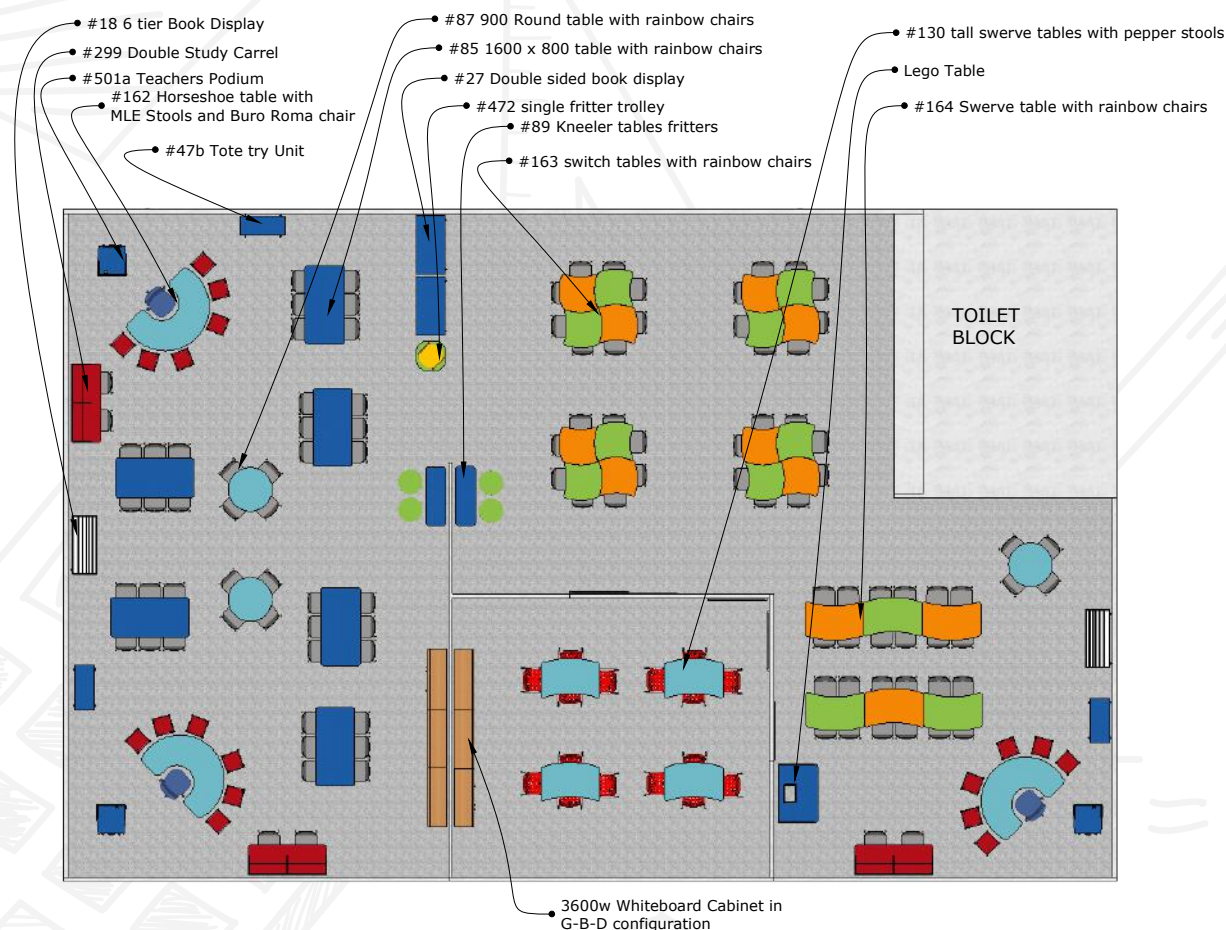 #18 6 tier Book Display
#299 Double Study Carrel
#501a Teachers Podium
#162 Horseshoe table with
MLE Stools and Buro Roma chair
#47b Tote try Unit
#87 900 Round table with rainbow chairs
#85 1600 x 800 table with rainbow chairs
#27 Double sided book display
#472 single fritter trolley
#89 Kneeler tables fritters
#163 switch tables with rainbow chairs
#130 tall swerve tables with pepper stools
Lego Table
#164 Swerve table with rainbow chairs
TOILET
BLOCK
3600w Whiteboard Cabinet in
G-B-D configuration